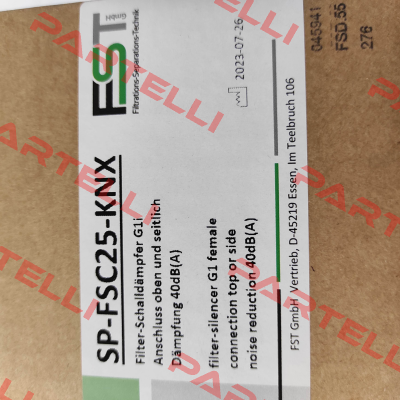 FST
GmbH
Filtrations-Separations-Technik
2023-07-26
SP-FSC25-KNX
Filter-Schalldämpfer G1i
Anschluss oben und seitlich
Dämpfung 40dB(A)
filter-silencer G1 female
connection top or side
noise reduction 40dB(A)
FST GmbH Vertrieb, D-45219 Essen, Im Teelbruch 106
045941
FSD.55
276
PARTELLI
PARTELLI
PARTELLI
PARTELLI